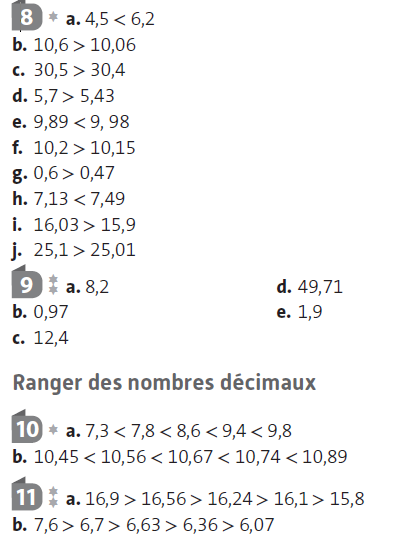 8 * a. 4,5 < 6,2
b. 10,6 > 10,06
c. 30,5 > 30,4
d. 5,7 > 5,43
e. 9,89 < 9, 98
f. 10,2 > 10,15
g. 0,6 > 0,47
h. 7,13 < 7,49
i. 16,03 > 15,9
j. 25,1 > 25,01
9 ** a. 8,2 d. 49,71
b. 0,97 e. 1,9
c. 12,4
Ranger des nombres décimaux
10 * a. 7,3 < 7,8 < 8,6 < 9,4 < 9,8
b. 10,45 < 10,56 < 10,67 < 10,74 < 10,89
11 ** a. 16,9 > 16,56 > 16,24 > 16,1 > 15,8
b. 7,6 > 6,7 > 6,63 > 6,36 > 6,07